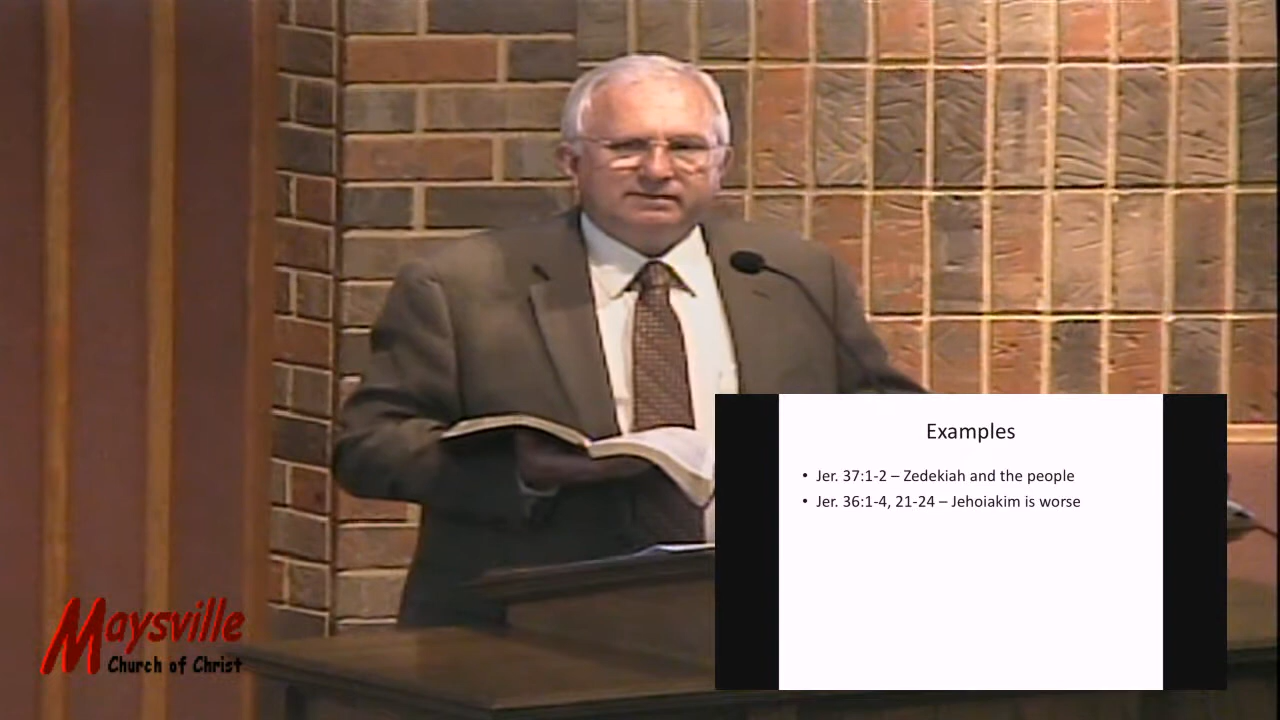 Examples
• Jer. 37:1-2 – Zedekiah and the people
• Jer. 36:1-4, 21-24 – Jehoiakim is worse
Maysville
Church of Christ